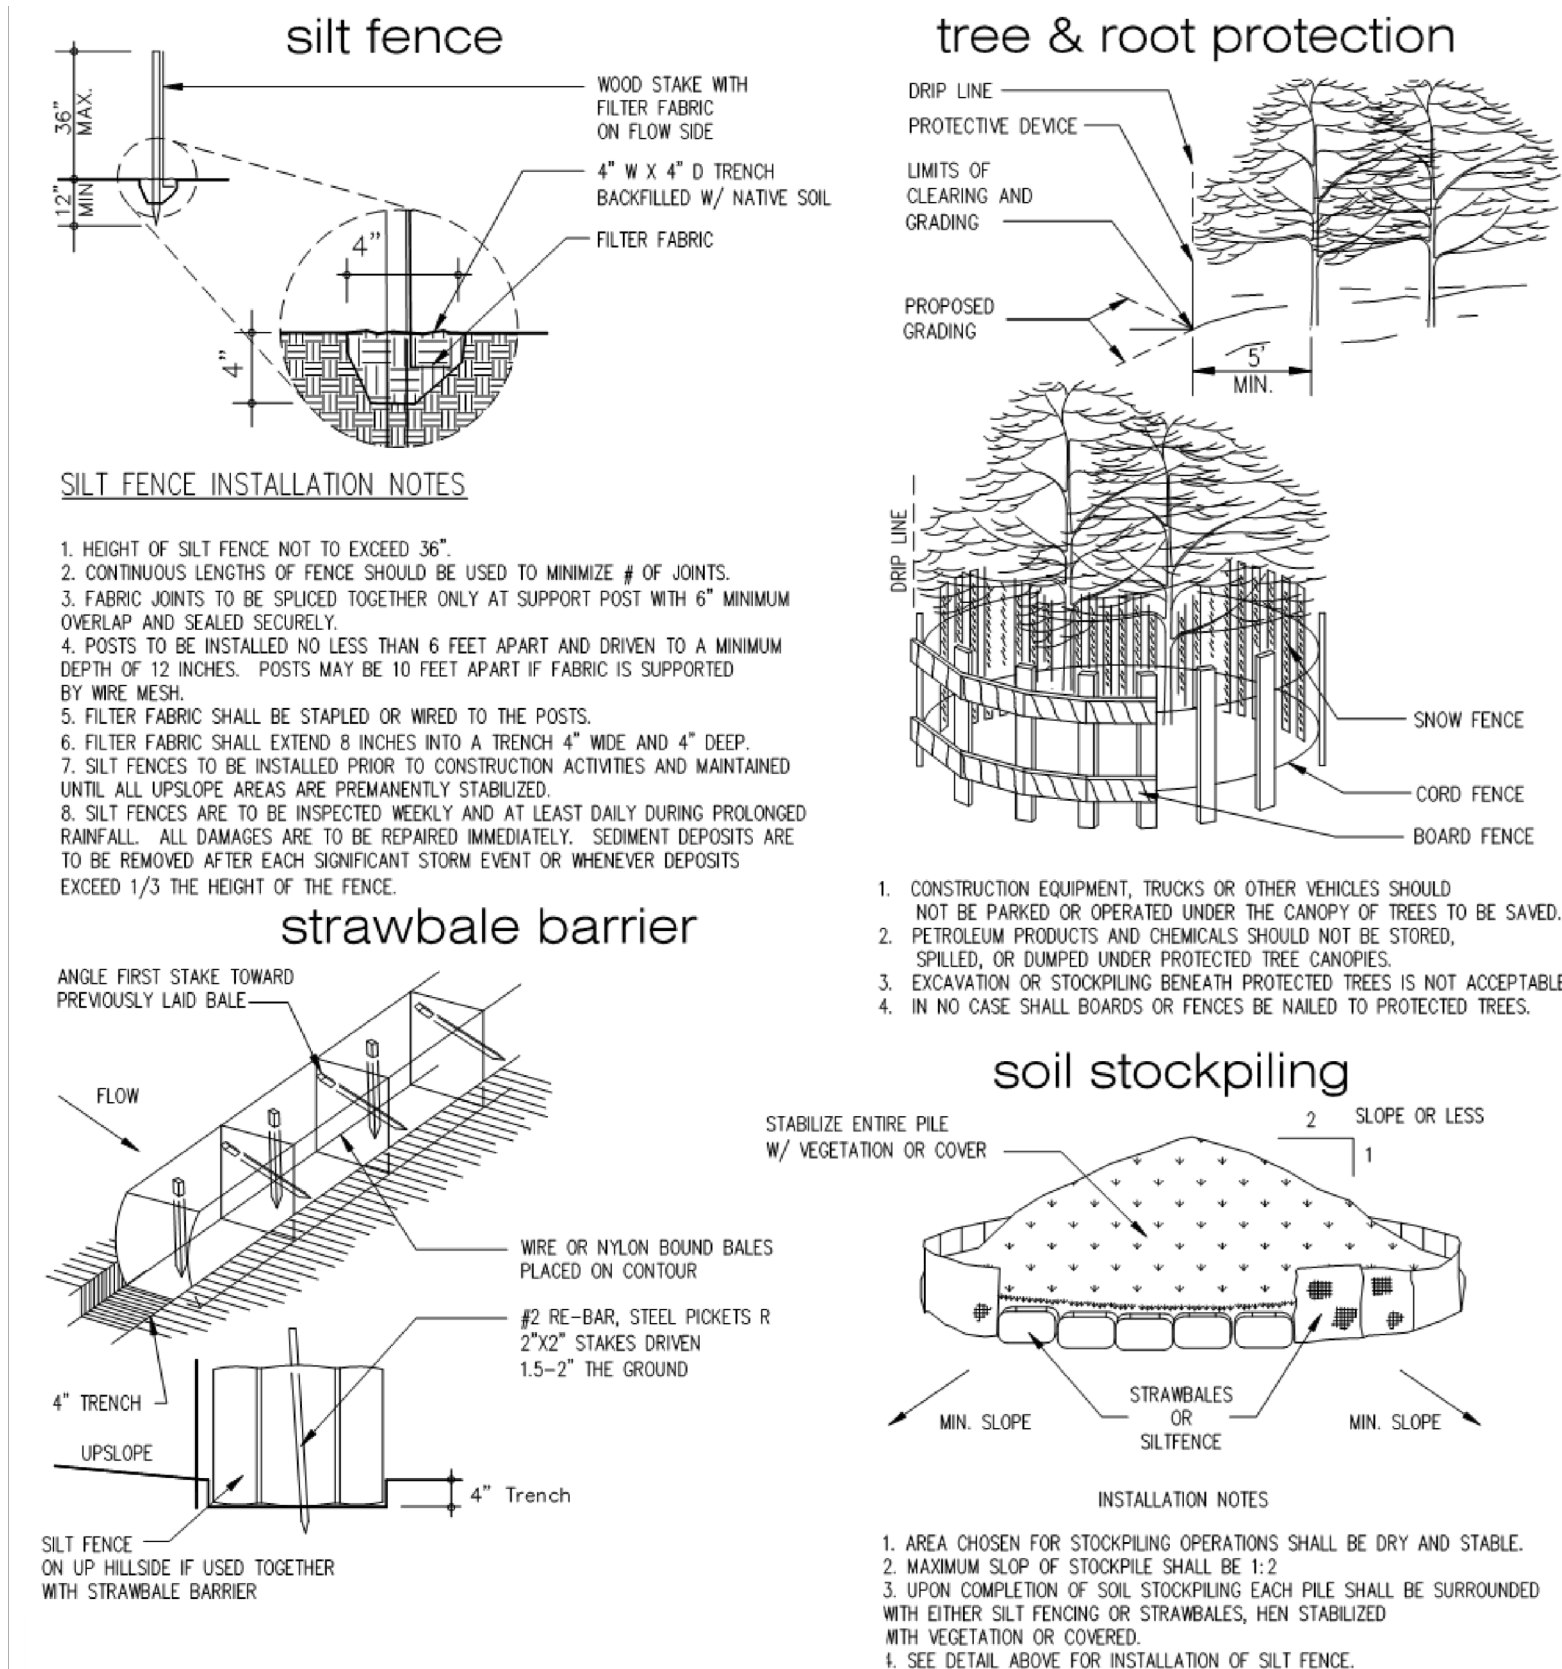 silt fence
36"
MAX.
12"
MIN
WOOD STAKE WITH
FILTER FABRIC
ON FLOW SIDE
4" W X 4" D TRENCH
BACKFILLED W/ NATIVE SOIL
FILTER FABRIC
4"
4"
SILT FENCE INSTALLATION NOTES
1. HEIGHT OF SILT FENCE NOT TO EXCEED 36".
2. CONTINUOUS LENGTHS OF FENCE SHOULD BE USED TO MINIMIZE # OF JOINTS.
3. FABRIC JOINTS TO BE SPLICED TOGETHER ONLY AT SUPPORT POST WITH 6" MINIMUM
OVERLAP AND SEALED SECURELY.
4. POSTS TO BE INSTALLED NO LESS THAN 6 FEET APART AND DRIVEN TO A MINIMUM
DEPTH OF 12 INCHES. POSTS MAY BE 10 FEET APART IF FABRIC IS SUPPORTED
BY WIRE MESH.
5. FILTER FABRIC SHALL BE STAPLED OR WIRED TO THE POSTS.
6. FILTER FABRIC SHALL EXTEND 8 INCHES INTO A TRENCH 4" WIDE AND 4" DEEP.
7. SILT FENCES TO BE INSTALLED PRIOR TO CONSTRUCTION ACTIVITIES AND MAINTAINED
UNTIL ALL UPSLOPE AREAS ARE PREMANENTLY STABILIZED.
8. SILT FENCES ARE TO BE INSPECTED WEEKLY AND AT LEAST DAILY DURING PROLONGED
RAINFALL. ALL DAMAGES ARE TO BE REPAIRED IMMEDIATELY. SEDIMENT DEPOSITS ARE
TO BE REMOVED AFTER EACH SIGNIFICANT STORM EVENT OR WHENEVER DEPOSITS
EXCEED 1/3 THE HEIGHT OF THE FENCE.
strawbale barrier
ANGLE FIRST STAKE TOWARD
PREVIOUSLY LAID BALE
FLOW
WIRE OR NYLON BOUND BALES
PLACED ON CONTOUR
#2 RE-BAR, STEEL PICKETS R
2"X2" STAKES DRIVEN
1.5-2" THE GROUND
4" TRENCH
UPSLOPE
4" Trench
SILT FENCE
ON UP HILLSIDE IF USED TOGETHER
WITH STRAWBALE BARRIER
tree & root protection
DRIP LINE
PROTECTIVE DEVICE
LIMITS OF
CLEARING AND
GRADING
PROPOSED
GRADING
5'
MIN.
DRIP LINE
SNOW FENCE
CORD FENCE
BOARD FENCE
1. CONSTRUCTION EQUIPMENT, TRUCKS OR OTHER VEHICLES SHOULD
NOT BE PARKED OR OPERATED UNDER THE CANOPY OF TREES TO BE SAVED.
2. PETROLEUM PRODUCTS AND CHEMICALS SHOULD NOT BE STORED,
SPILLED, OR DUMPED UNDER PROTECTED TREE CANOPIES.
3. EXCAVATION OR STOCKPILING BENEATH PROTECTED TREES IS NOT ACCEPTABLE
4. IN NO CASE SHALL BOARDS OR FENCES BE NAILED TO PROTECTED TREES.
soil stockpiling
STABILIZE ENTIRE PILE
W/ VEGETATION OR COVER
2
SLOPE OR LESS
1
MIN. SLOPE
STRAWBALES
OR
SILTFENCE
MIN. SLOPE
INSTALLATION NOTES
1. AREA CHOSEN FOR STOCKPILING OPERATIONS SHALL BE DRY AND STABLE.
2. MAXIMUM SLOP OF STOCKPILE SHALL BE 1:2
3. UPON COMPLETION OF SOIL STOCKPILING EACH PILE SHALL BE SURROUNDED
WITH EITHER SILT FENCING OR STRAWBALES, HEN STABILIZED
WITH VEGETATION OR COVERED.
4. SEE DETAIL ABOVE FOR INSTALLATION OF SILT FENCE.